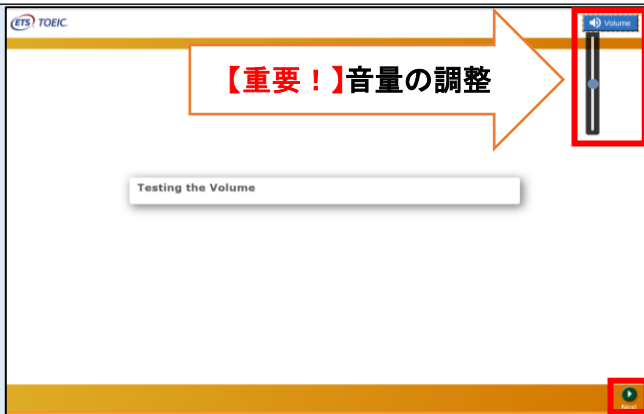 ETS TOEIC
Volume
【重要！】音量の調整
Testing the Volume
Next